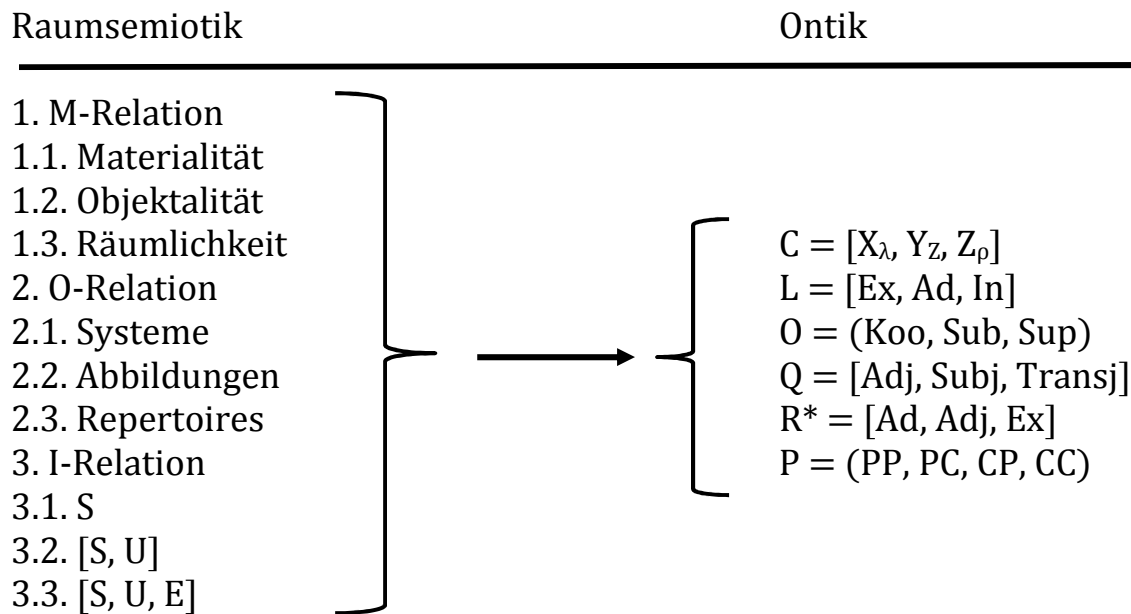 Raumsemiotik Ontik
1. M-Relation
1.1. Materialität
1.2. Objektalität
1.3. Räumlichkeit
2. O-Relation
2.1. Systeme
2.2. Abbildungen
2.3. Repertoires
3. I-Relation
3.1. S
3.2. [S, U]
3.3. [S, U, E]
C = [Xλ, YZ, Zρ]
L = [Ex, Ad, In]
O = (Koo, Sub, Sup)
Q = [Adj, Subj, Transj]
R* = [Ad, Adj, Ex]
P = (PP, PC, CP, CC)